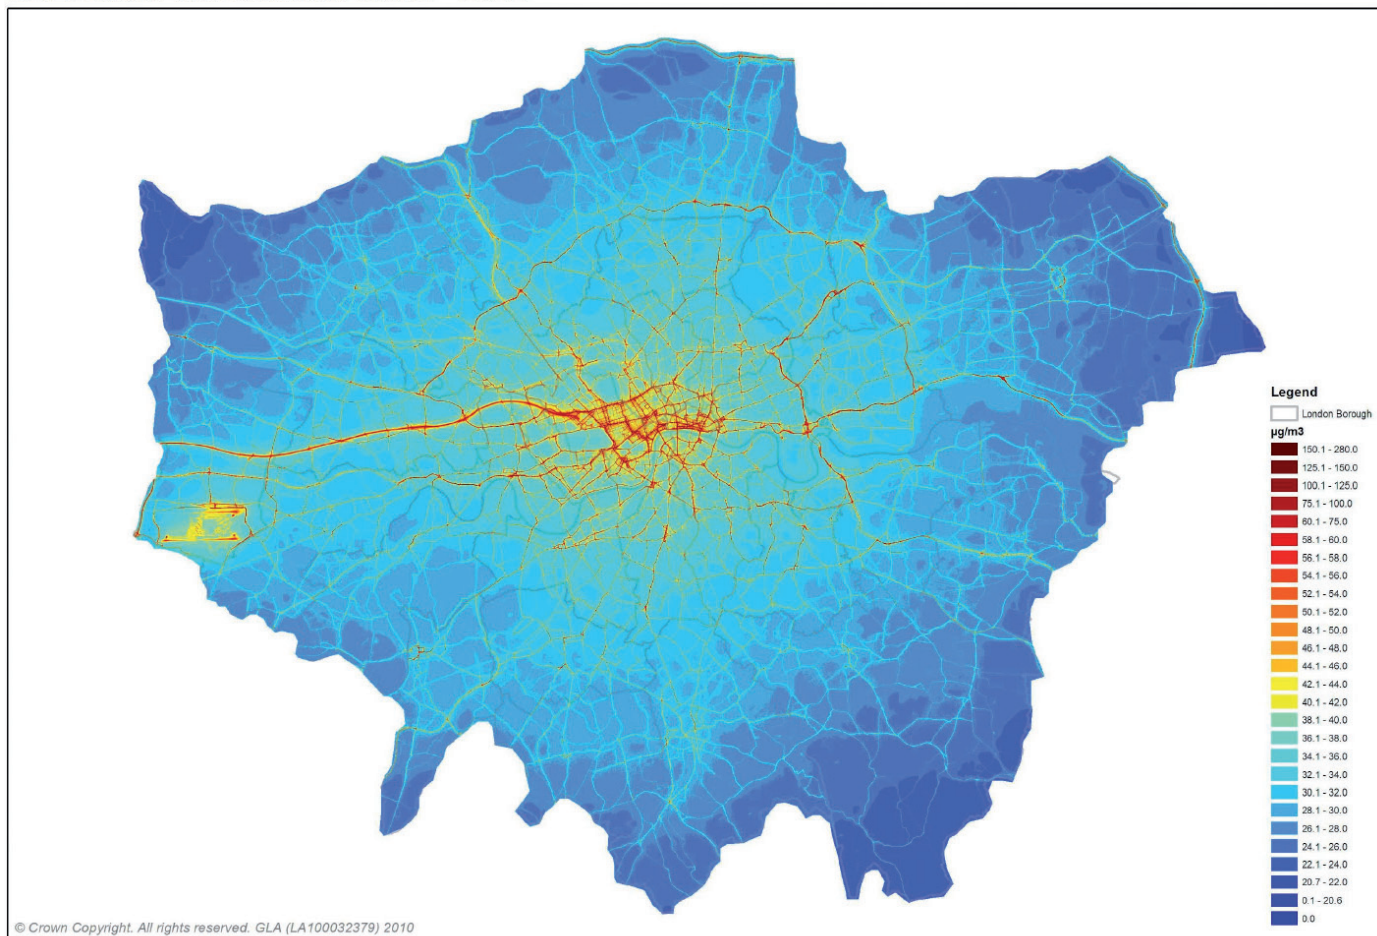 Legend
London Borough
µg/m3
150.1 - 280.0
125.1 - 150.0
100.1 - 125.0
75.1 - 100.0
60.1 - 75.0
58.1 - 60.0
56.1 - 58.0
54.1 - 56.0
52.1 - 54.0
50.1 - 52.0
48.1 - 50.0
46.1 - 48.0
44.1 - 46.0
42.1 - 44.0
40.1 - 42.0
38.1 - 40.0
36.1 - 38.0
34.1 - 36.0
32.1 - 34.0
30.1 - 32.0
28.1 - 30.0
26.1 - 28.0
24.1 - 26.0
22.1 - 24.0
20.7 - 22.0
0.1 - 20.6
0.0
© Crown Copyright. All rights reserved. GLA (LA100032379) 2010